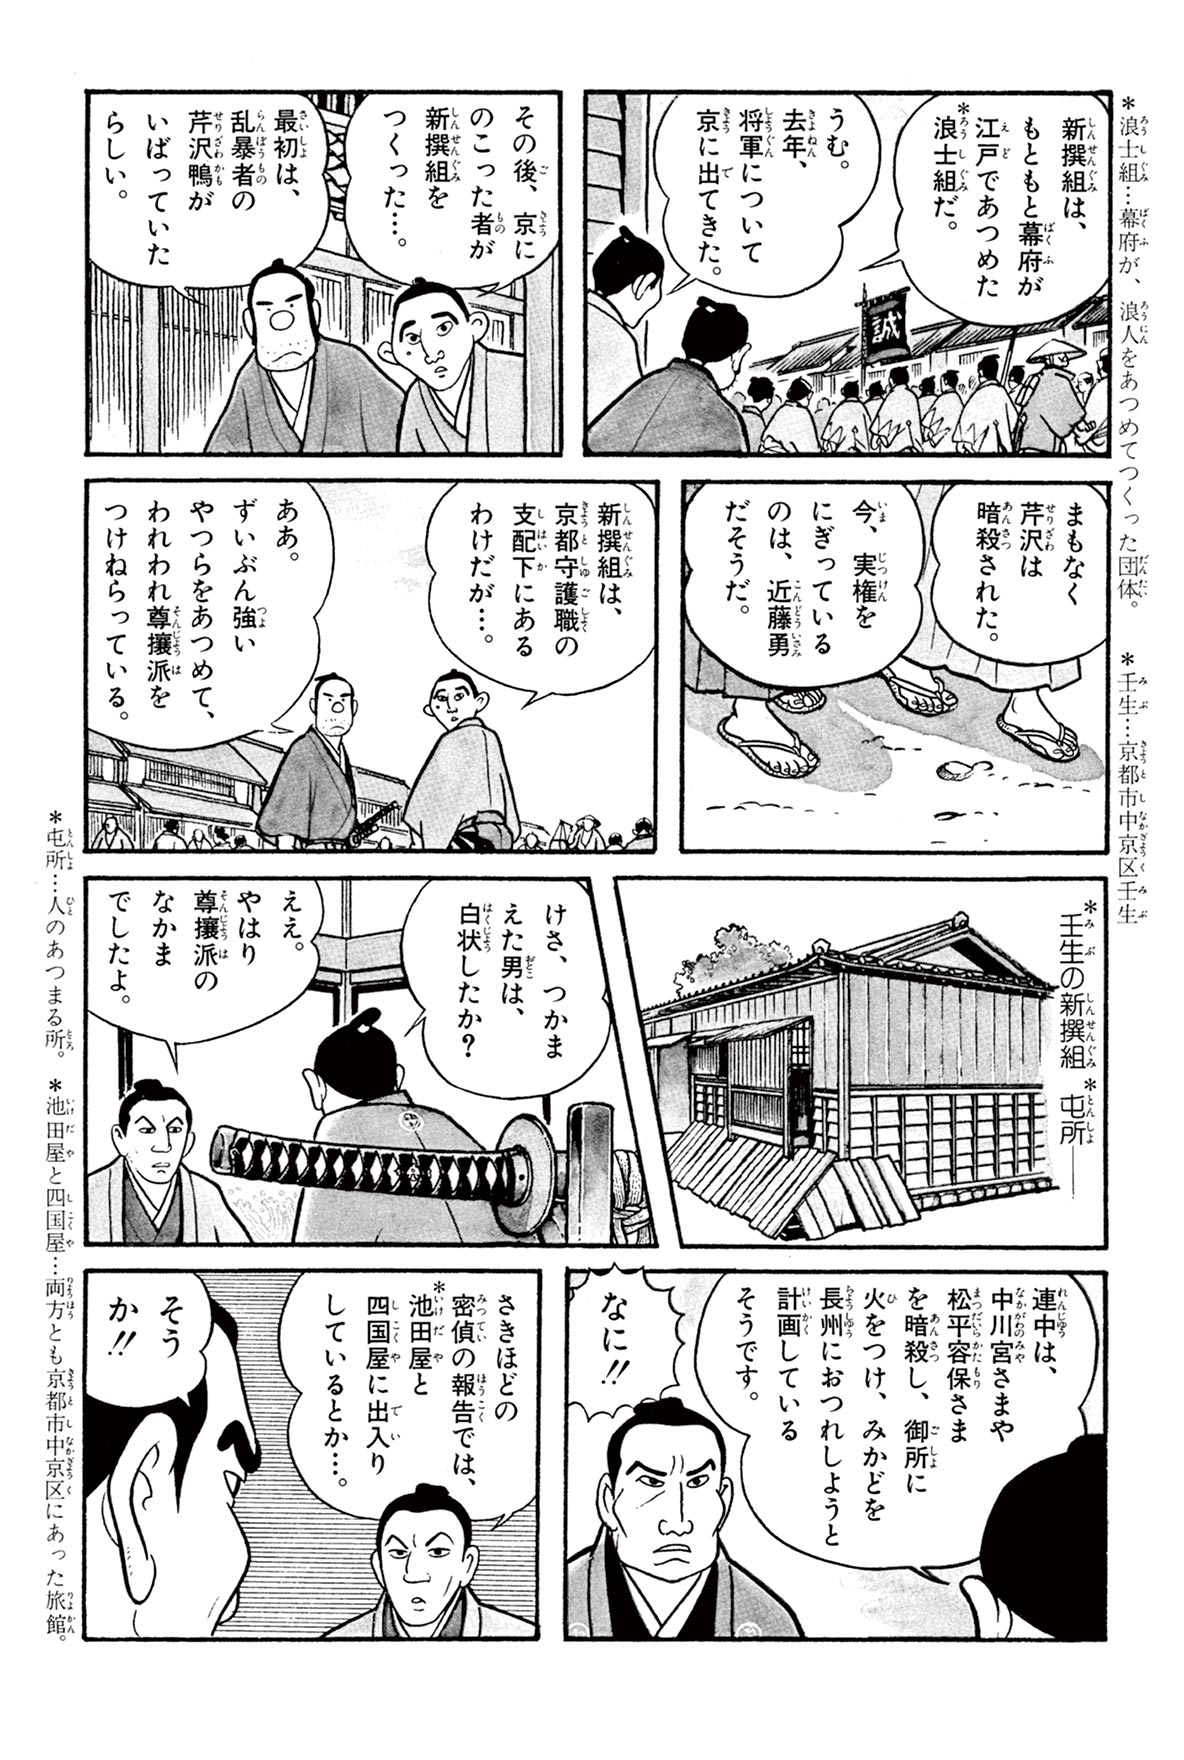 新撰組は、
もともと幕府が
江戸であつめた
*浪士組だ。
うむ。
去年、
将軍について
京に出てきた。
誠
その後、京に
のこった者が
新撰組を
つくった…。
最初は、
乱暴者の
芹沢鴨が
いばっていた
らしい。
まもなく
芹沢は
暗殺された。
今、実権を
にぎっている
のは、近藤勇
だそうだ。
新撰組は、
京都守護職の
支配下にある
わけだが…。
ああ。
ずいぶん強い
やつらをあつめて、
われわれ尊攘派を
つけねらっている。
*壬生の新撰組*屯所――
けさ、つかま
えた男は、
白状したか?
ええ。
やはり
尊攘派の
なかま
でしたよ。
連中は、
中川宮さまや
松平容保さま
を暗殺し、御所に
火をつけ、みかどを
長州におつれしようと
計画している
そうです。
なに!!
さきほどの
密偵の報告では、
*池田屋と
四国屋に出入り
しているとか…。
そう
か!!
*浪士組…幕府が、浪人をあつめてつくった団体。
*壬生…京都市中京区壬生
*屯所…人のあつまる所。
*池田屋と四国屋…両方とも京都市中京区にあった旅館。